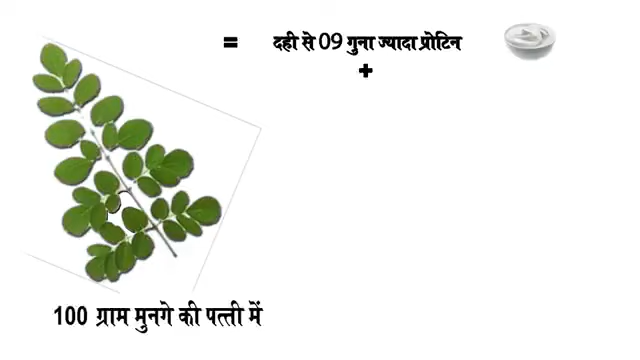 = दही से 09 गुना ज्यादा प्रोटिन
+
100 ग्राम मुनगे की पत्ती में